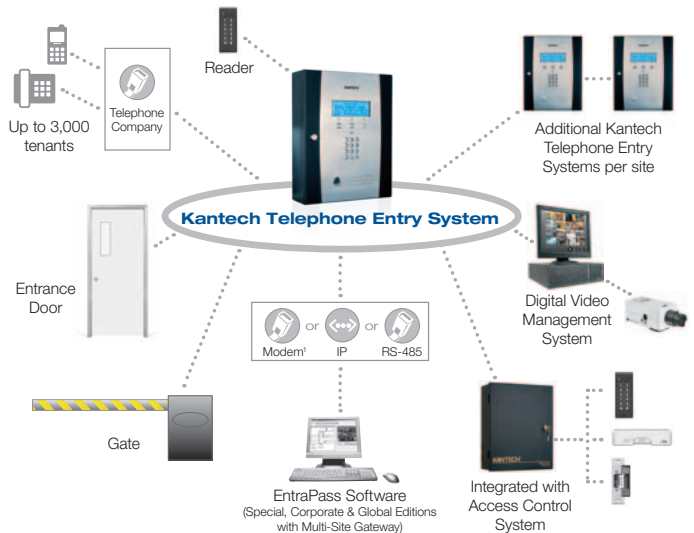 Reader
Telephone
Company
Up to 3,000
tenants
Additional Kantech
Telephone Entry
Systems per site
Kantech Telephone Entry System
Entrance
Door
Digital Video
Management
System
or or
Modem¹ IP RS-485
Gate
KANTECH
EntraPass Software
(Special, Corporate & Global Editions
with Multi-Site Gateway)
Integrated with
Access Control
System